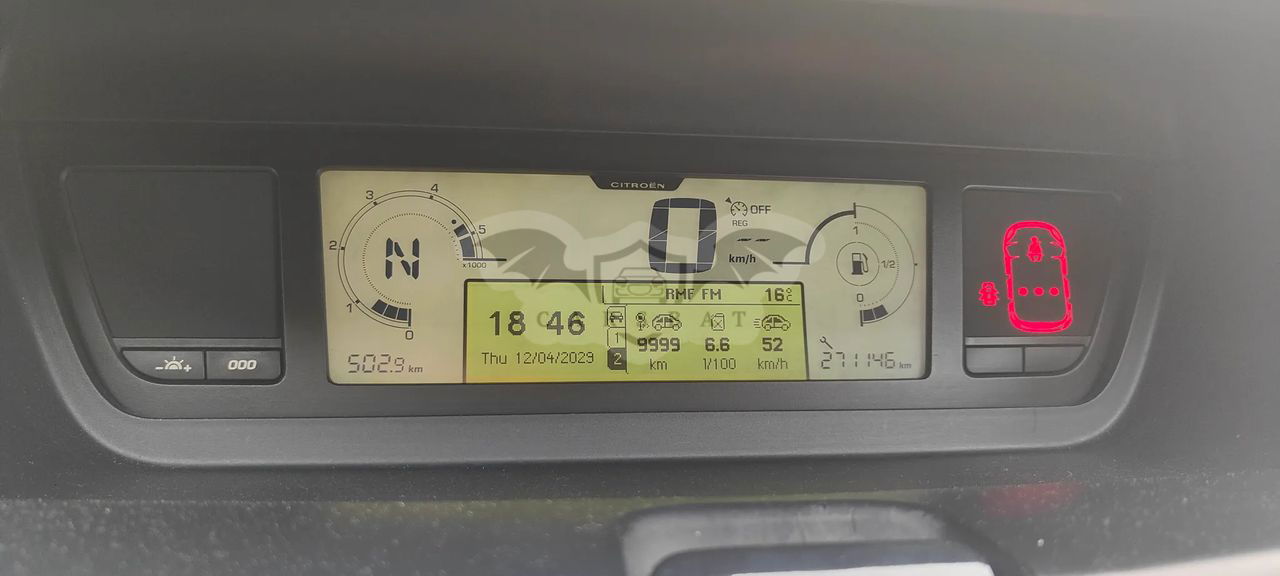 CITROËN
4
3
5
2
x1000
1
0
N
0
OFF
REG
--
km/h
1
1/2
0
RMF FM 16°C
18 46
Thu 12/04/2029
1
2
9999 6.6 52
km l/100 km/h
502.9 km
271146 km
000
- +